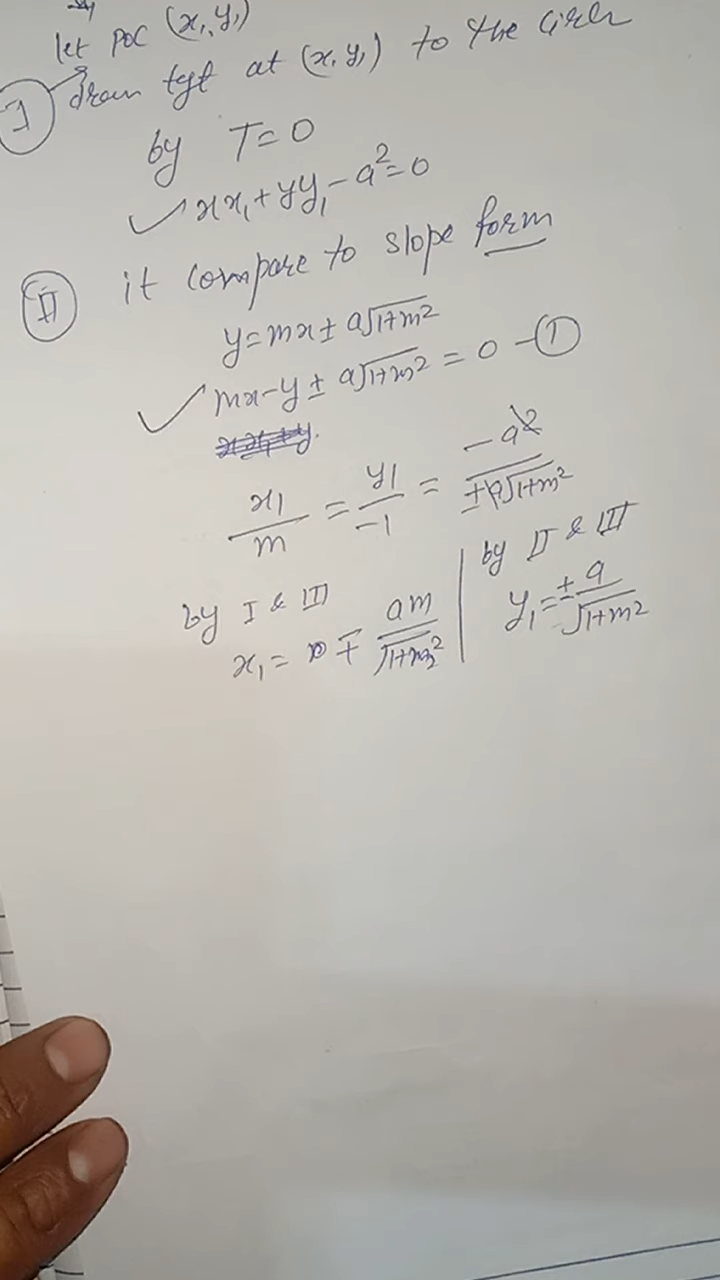 let POC (x₁, y₁)
I drawn tgt at (x, y₁) to the circle
by T = 0
✓ xx₁ + yy₁ - a² = 0
II it compare to slope form
y = mx ± a√1+m²
✓ mx - y ± a√1+m² = 0 - ①
x₁/m = y₁/-1 = -a²/±a√1+m²
by I & III
x₁ = ∓ am/√1+m²
by II & III
y₁ = ± a/√1+m²